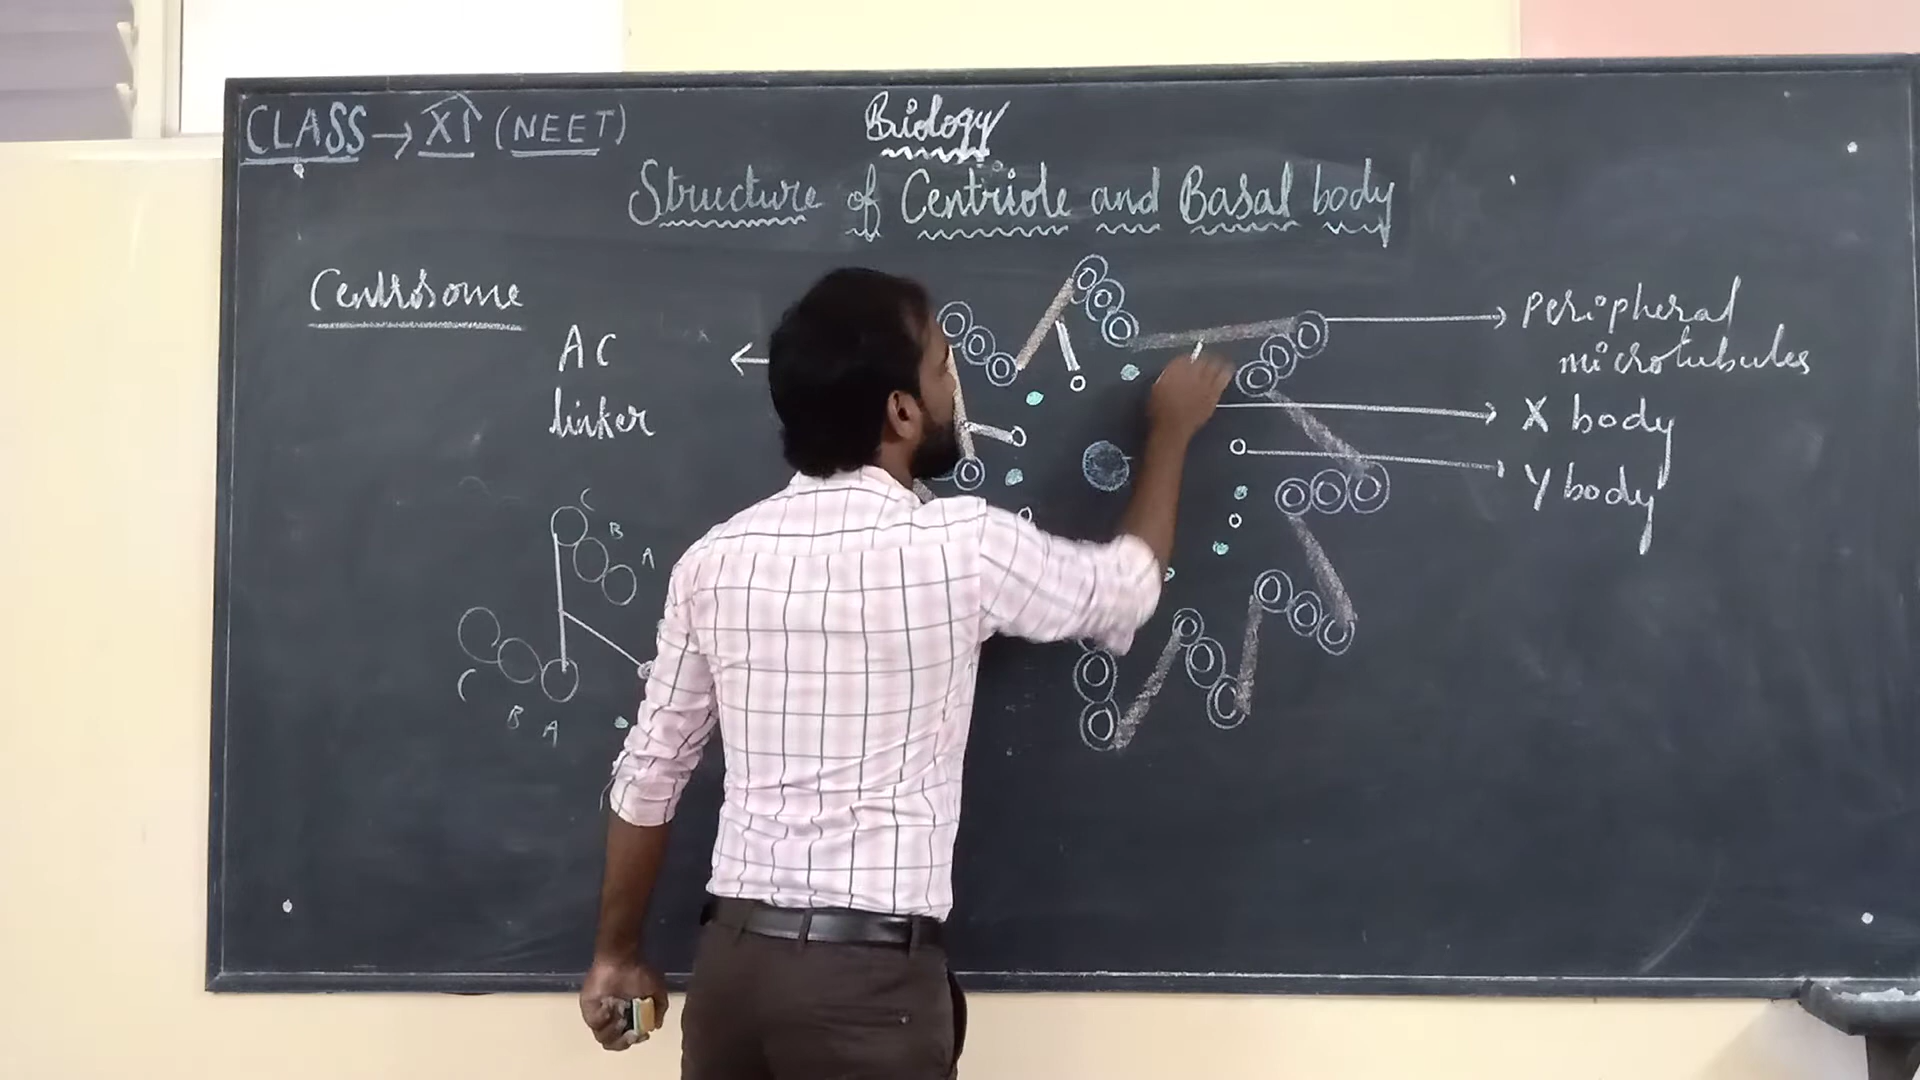 CLASS → XI (NEET)
Biology
Structure of Centriole and Basal body
Centrosome
AC
linker
Peripheral
microtubules
X body
Y body
C
B
A
C
B
A